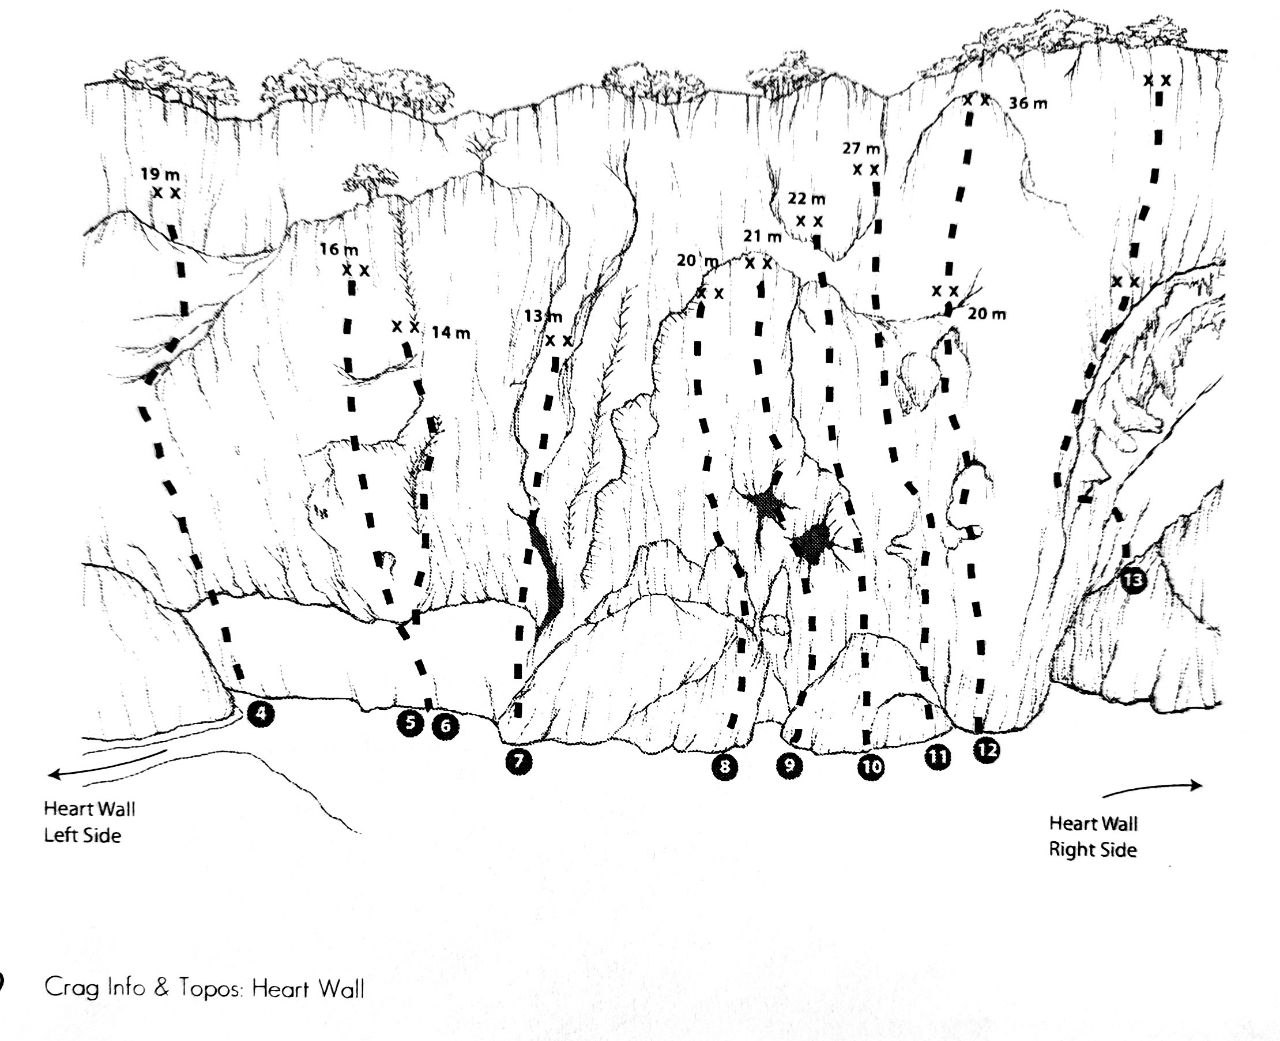 36 m
27 m
19 m
22 m
21 m
16 m
20 m
20 m
13 m
14 m
13
4
5
6
7
8
9
10
11
12
Heart Wall
Left Side
Heart Wall
Right Side
Crag Info & Topos: Heart Wall